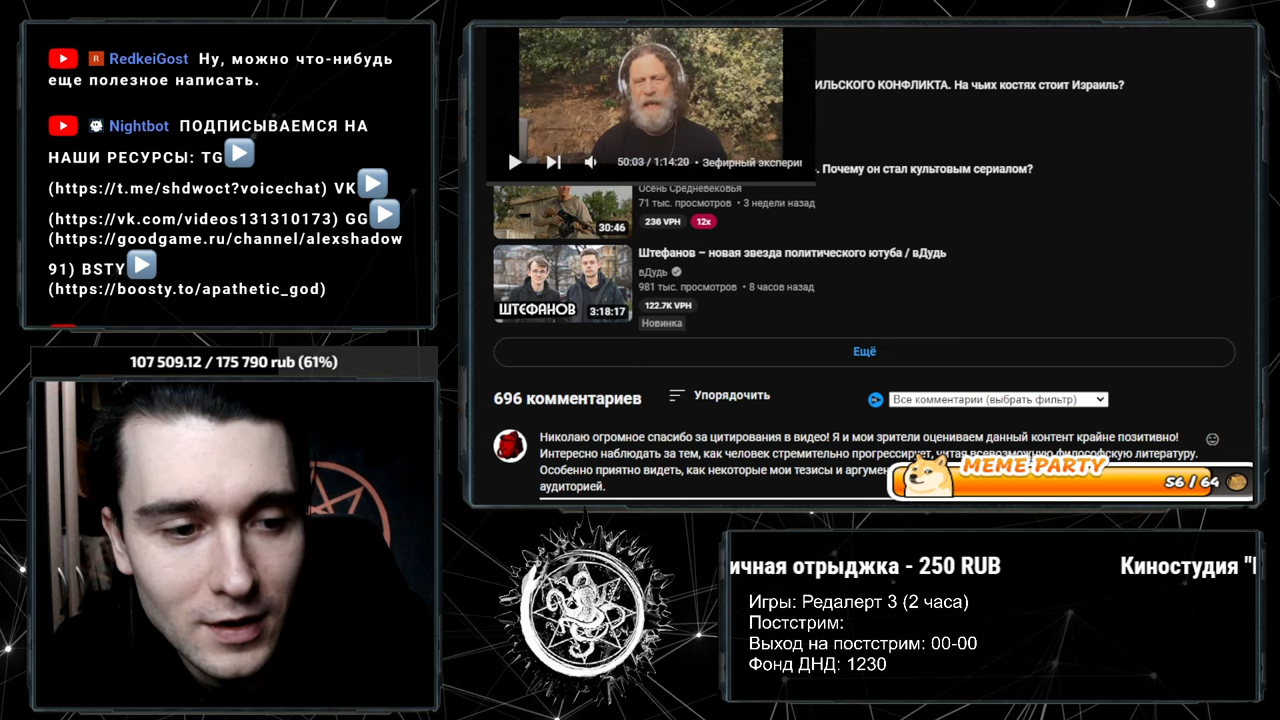 RedkeiGost Ну, можно что-нибудь
еще полезное написать.
Nightbot ПОДПИСЫВАЕМСЯ НА
НАШИ РЕСУРСЫ: TG
(https://t.me/shdwoct?voicechat) VK
(https://vk.com/videos131310173) GG
(https://goodgame.ru/channel/alexshadow
91) BSTY
(https://boosty.to/apathetic_god)
107 509.12 / 175 790 rub (61%)
ИЛЬСКОГО КОНФЛИКТА. На чьих костях стоит Израиль?
50:03 / 1:14:20 • Зефирный экспери
Почему он стал культовым сериалом?
Осень Средневековья
71 тыс. просмотров • 3 недели назад
236 VPH 12x
30:46
Штефанов – новая звезда политического ютуба / вДудь
вДудь
981 тыс. просмотров • 8 часов назад
122.7K VPH
Новинка
ШТЕФАНОВ 3:18:17
Ещё
696 комментариев Упорядочить Все комментарии (выбрать фильтр)
Николаю огромное спасибо за цитирования в видео! Я и мои зрители оцениваем данный контент крайне позитивно!
Интересно наблюдать за тем, как человек стремительно прогрессирует, читая всевозможную философскую литературу.
Особенно приятно видеть, как некоторые мои тезисы и аргумен
аудиторией.
MEME PARTY
56 / 64
ичная отрыджка - 250 RUB Киностудия "
Игры: Редалерт 3 (2 часа)
Постстрим:
Выход на постстрим: 00-00
Фонд ДНД: 1230